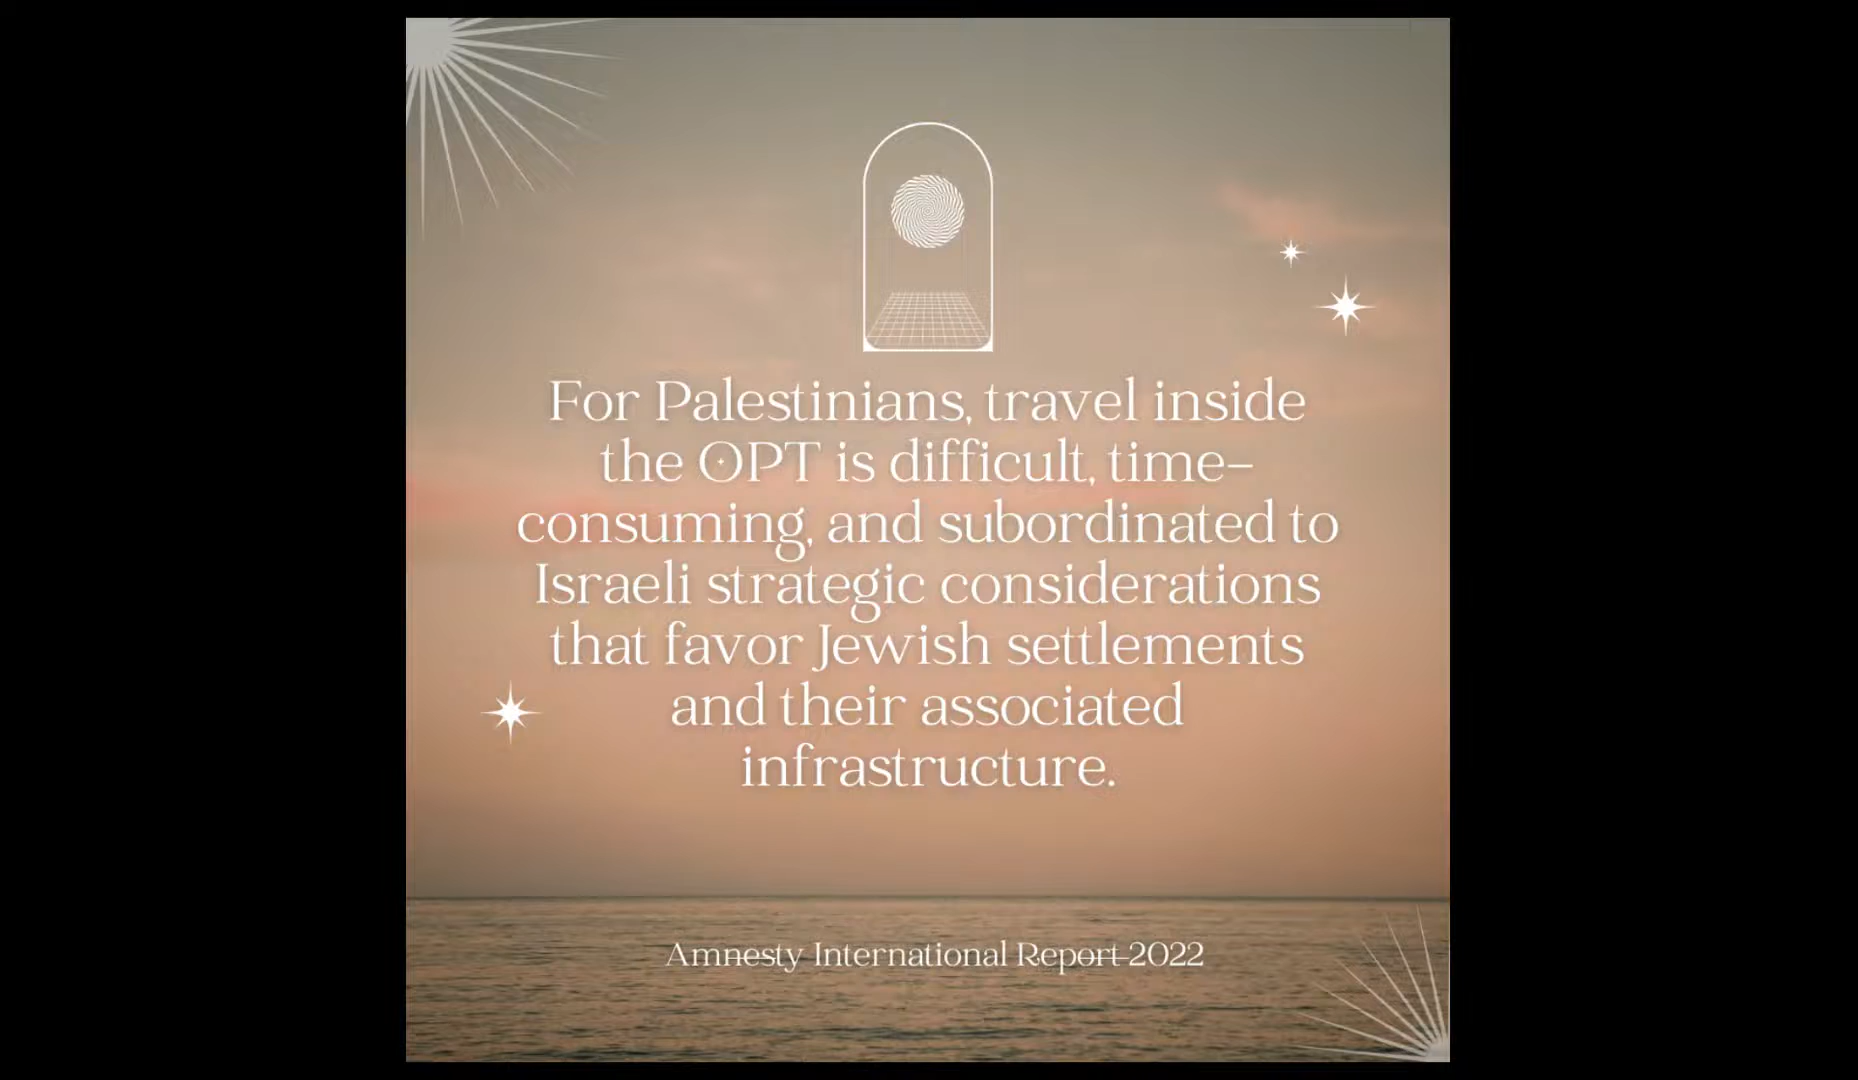 For Palestinians, travel inside
the OPT is difficult, time-
consuming, and subordinated to
Israeli strategic considerations
that favor Jewish settlements
and their associated
infrastructure.
Amnesty International Report 2022